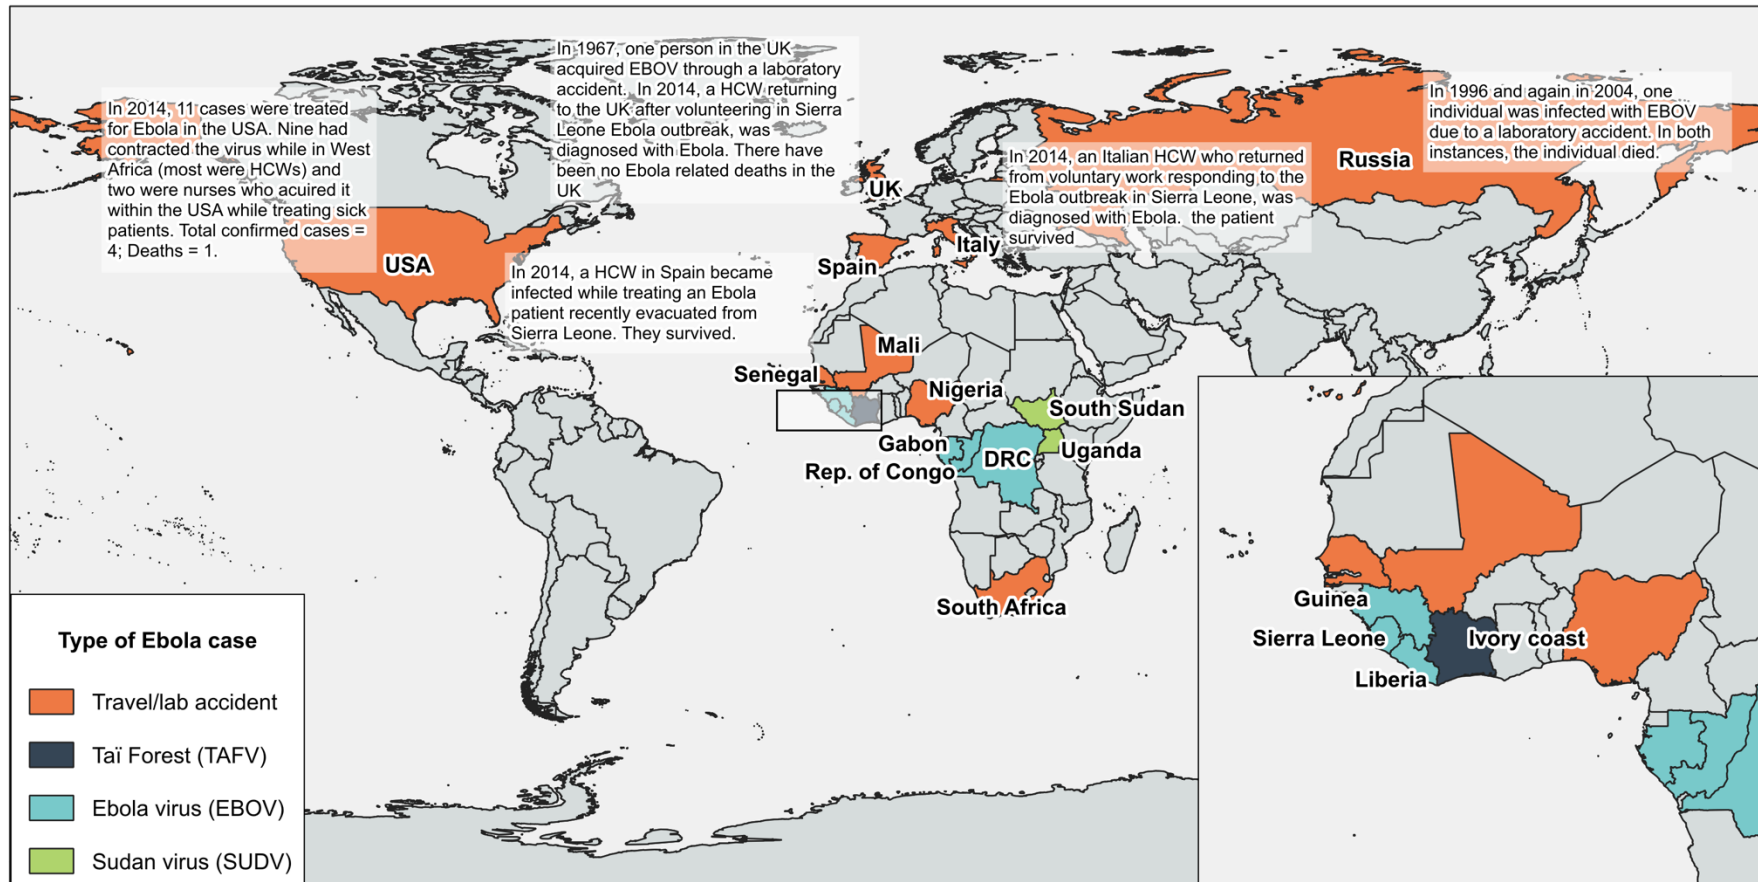 In 2014, 11 cases were treated
for Ebola in the USA. Nine had
contracted the virus while in West
Africa (most were HCWs) and
two were nurses who acuired it
within the USA while treating sick
patients. Total confirmed cases =
4; Deaths = 1.
In 1967, one person in the UK
acquired EBOV through a laboratory
accident. In 2014, a HCW returning
to the UK after volunteering in Sierra
Leone Ebola outbreak, was
diagnosed with Ebola. There have
been no Ebola related deaths in the
UK
In 2014, an Italian HCW who returned
from voluntary work responding to the
Ebola outbreak in Sierra Leone, was
diagnosed with Ebola. the patient
survived
In 1996 and again in 2004, one
individual was infected with EBOV
due to a laboratory accident. In both
instances, the individual died.
In 2014, a HCW in Spain became
infected while treating an Ebola
patient recently evacuated from
Sierra Leone. They survived.
Russia
UK
USA
Italy
Spain
Mali
Senegal
Nigeria
South Sudan
Gabon
DRC
Uganda
Rep. of Congo
South Africa
Guinea
Sierra Leone
Ivory coast
Liberia
Type of Ebola case
Travel/lab accident
Taï Forest (TAFV)
Ebola virus (EBOV)
Sudan virus (SUDV)